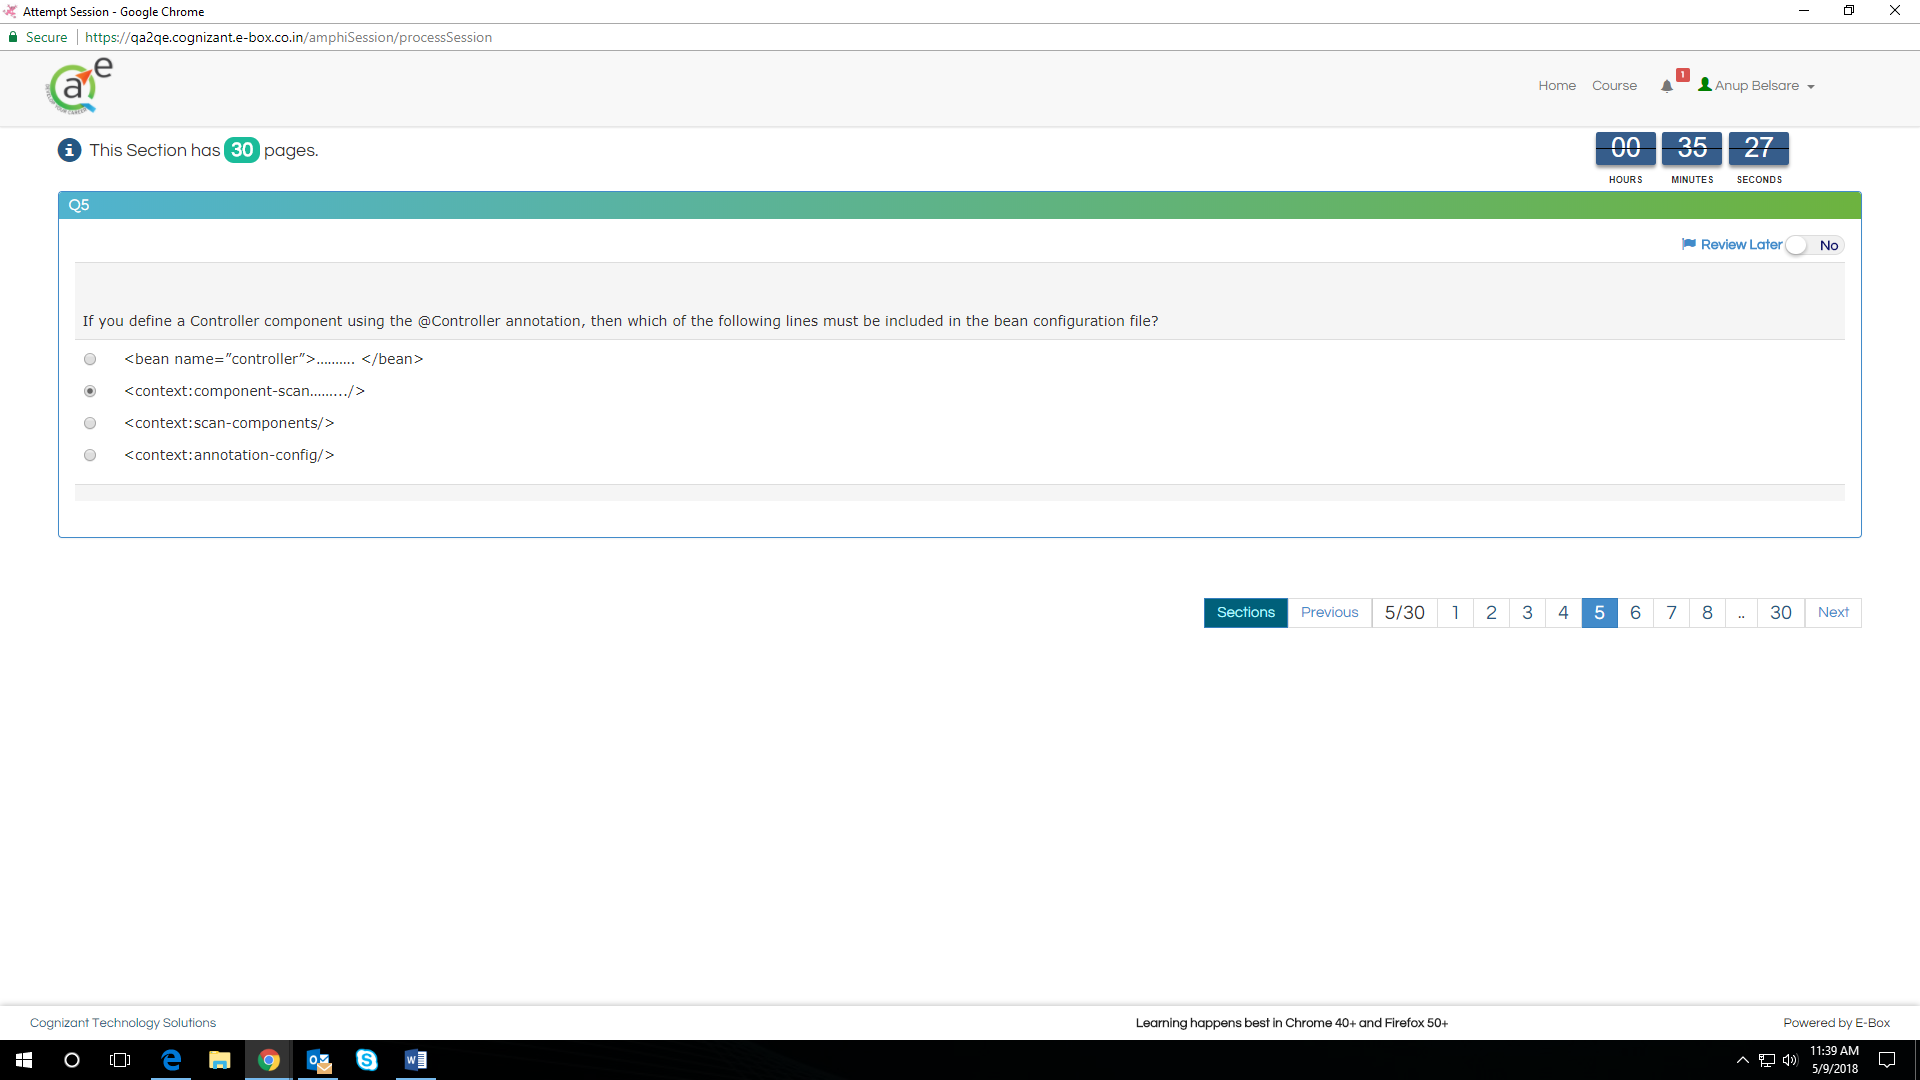 Attempt Session - Google Chrome
Secure https://qa2qe.cognizant.e-box.co.in/amphiSession/processSession
a e
Home Course 1 Anup Belsare
This Section has 30 pages.
00 35 27
HOURS MINUTES SECONDS
Q5
Review Later No
If you define a Controller component using the @Controller annotation, then which of the following lines must be included in the bean configuration file?
<bean name=”controller”>.......... </bean>
<context:component-scan........./>
<context:scan-components/>
<context:annotation-config/>
Sections Previous 5/30 1 2 3 4 5 6 7 8 .. 30 Next
Cognizant Technology Solutions Learning happens best in Chrome 40+ and Firefox 50+ Powered by E-Box
11:39 AM
5/9/2018